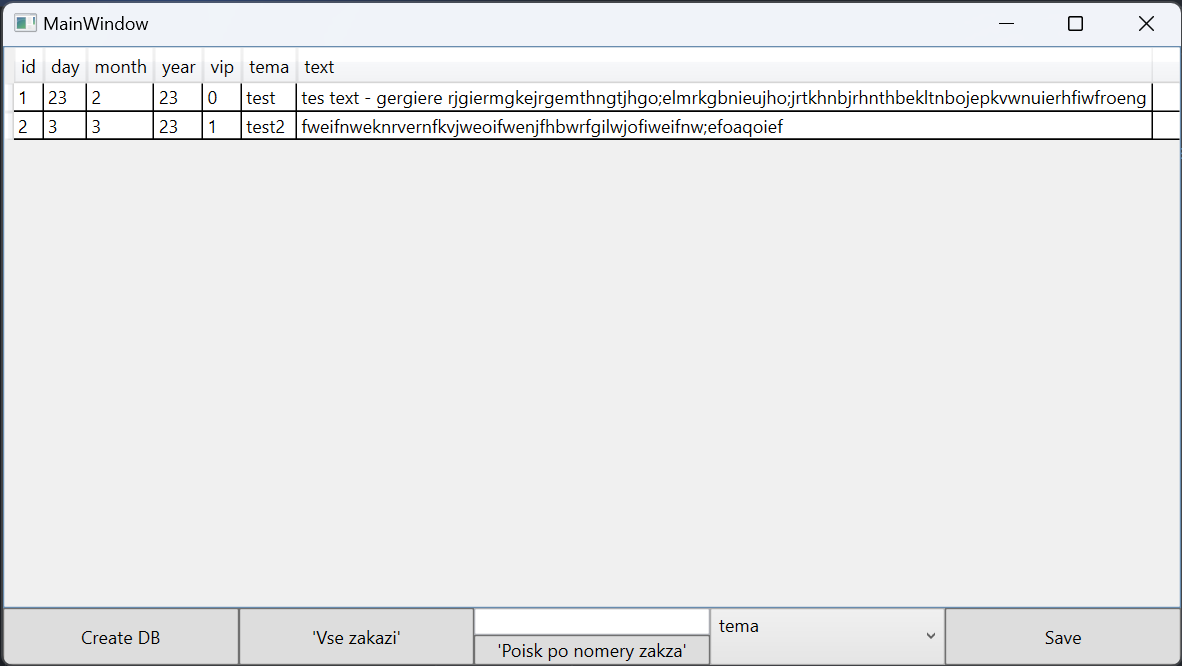 MainWindow
id day month year vip tema text
1 23 2 23 0 test tes text - gergiere rjgiermgkejrgemthngtjhgo;elmrkgbnieujho;jrtkhnbjrhnthbekltnbojepkvwnuierhfiwfroeng
2 3 3 23 1 test2 fweifnweknrvernfkvjweoifwenjfhbwrfgilwjofiweifnw;efoaqoief
Create DB 'Vse zakazi' 'Poisk po nomery zakza' tema Save